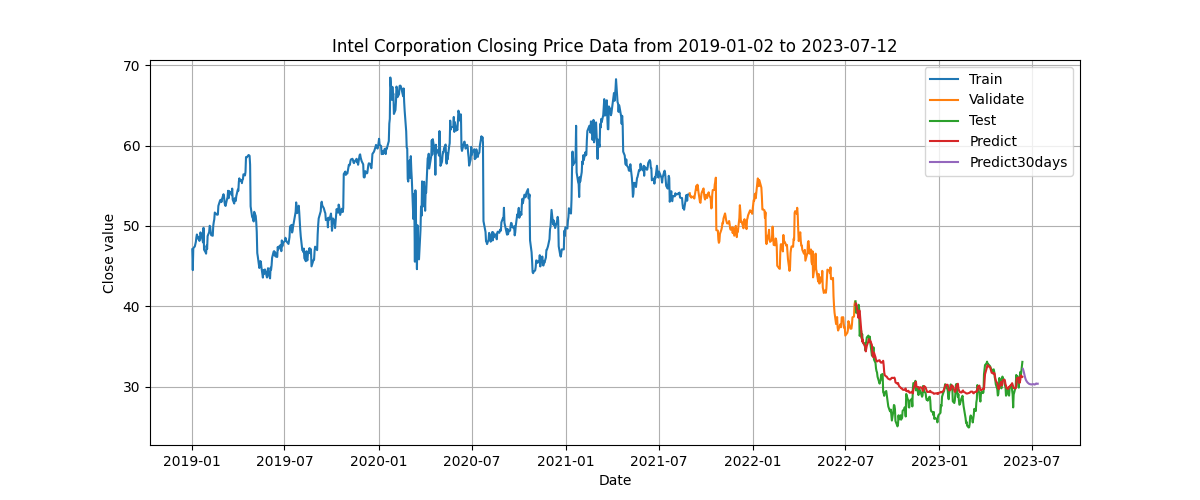 Intel Corporation Closing Price Data from 2019-01-02 to 2023-07-12
Train
Validate
Test
Predict
Predict30days
70
60
50
40
30
Close value
2019-01 2019-07 2020-01 2020-07 2021-01 2021-07 2022-01 2022-07 2023-01 2023-07
Date